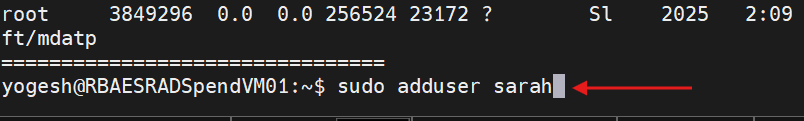 root     3849296  0.0  0.0 256524 23172 ?        Sl    2025   2:09
ft/mdatp
================================
yogesh@RBAESRADSpendVM01:~$ sudo adduser sarah